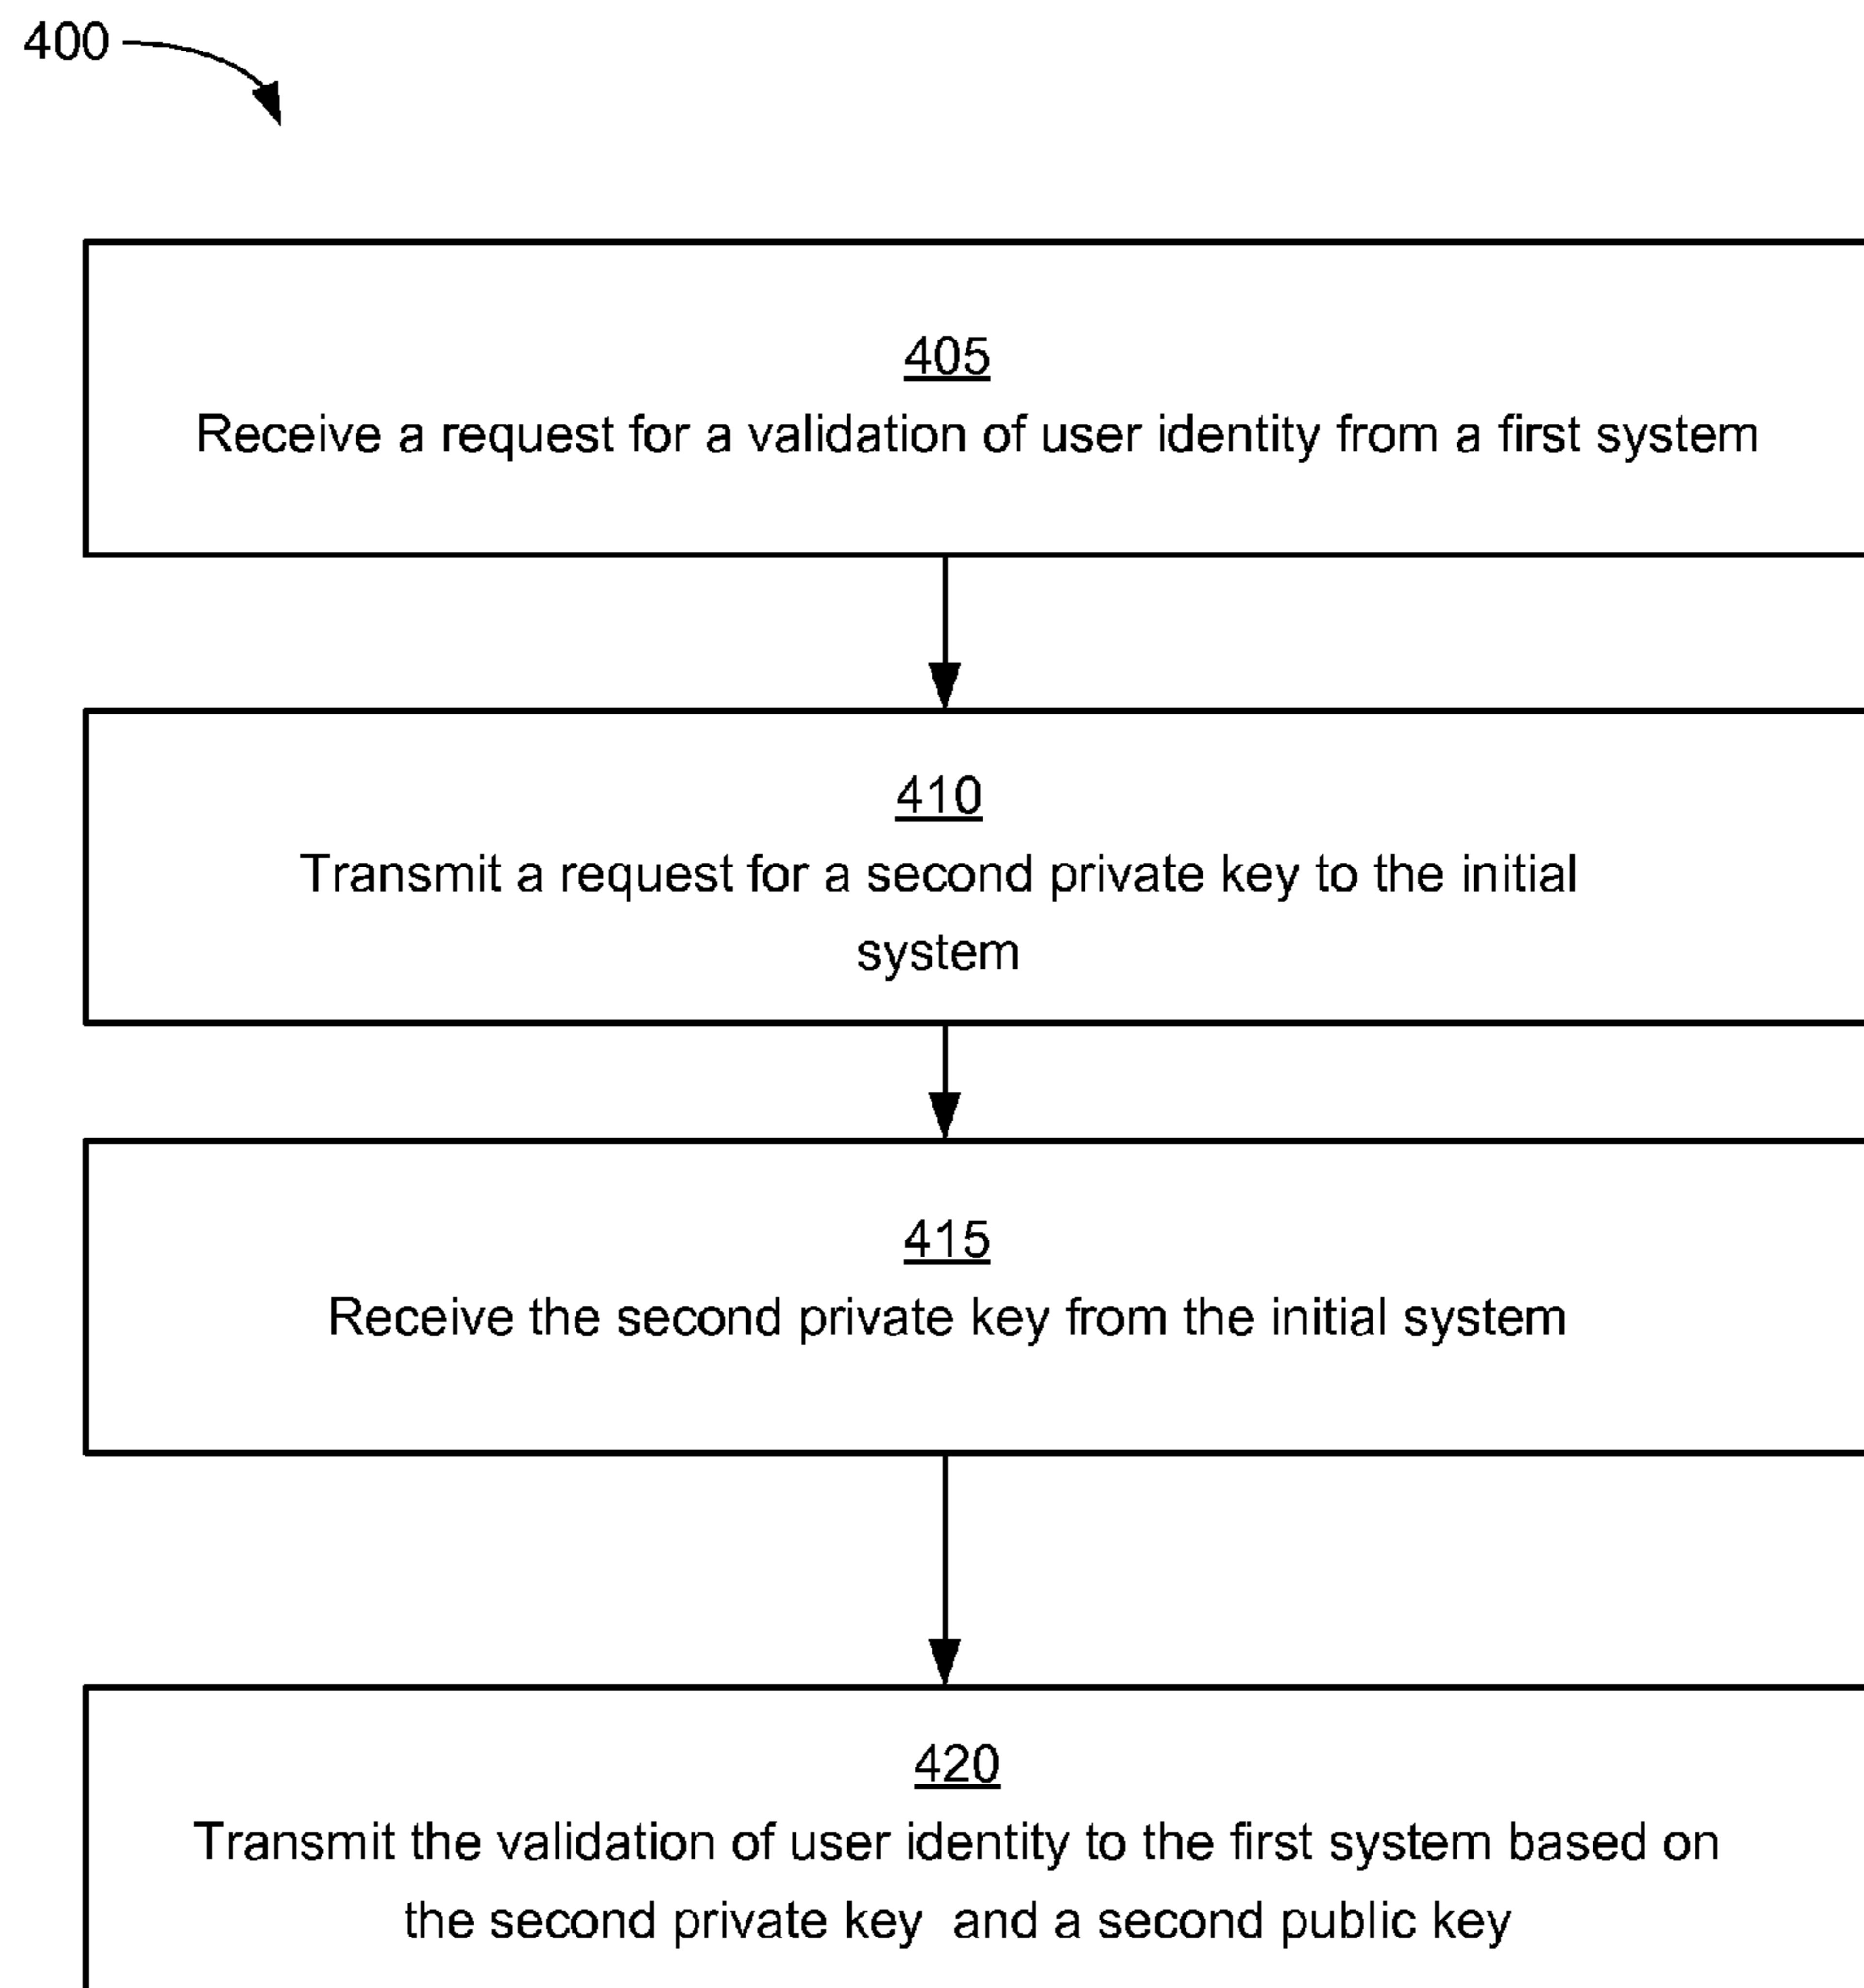 400
405
Receive a request for a validation of user identity from a first system
410
Transmit a request for a second private key to the initial
system
415
Receive the second private key from the initial system
420
Transmit the validation of user identity to the first system based on
the second private key and a second public key